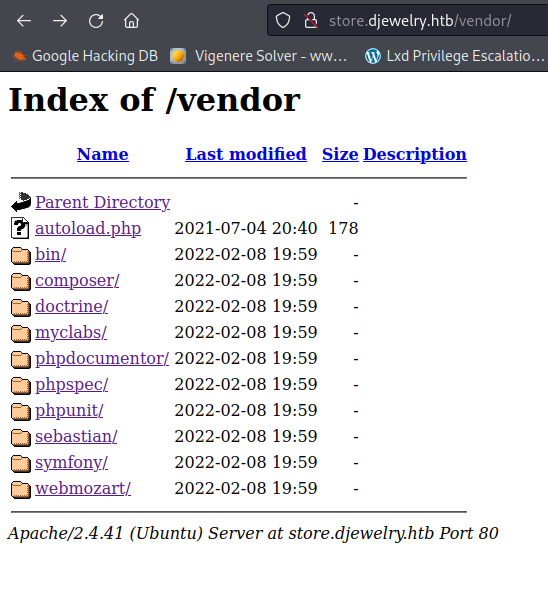 store.djewelry.htb/vendor/
Google Hacking DB Vigenere Solver - ww... Lxd Privilege Escalatio...
Index of /vendor
Name Last modified Size Description
Parent Directory -
autoload.php 2021-07-04 20:40 178
bin/ 2022-02-08 19:59 -
composer/ 2022-02-08 19:59 -
doctrine/ 2022-02-08 19:59 -
myclabs/ 2022-02-08 19:59 -
phpdocumentor/ 2022-02-08 19:59 -
phpspec/ 2022-02-08 19:59 -
phpunit/ 2022-02-08 19:59 -
sebastian/ 2022-02-08 19:59 -
symfony/ 2022-02-08 19:59 -
webmozart/ 2022-02-08 19:59 -
Apache/2.4.41 (Ubuntu) Server at store.djewelry.htb Port 80